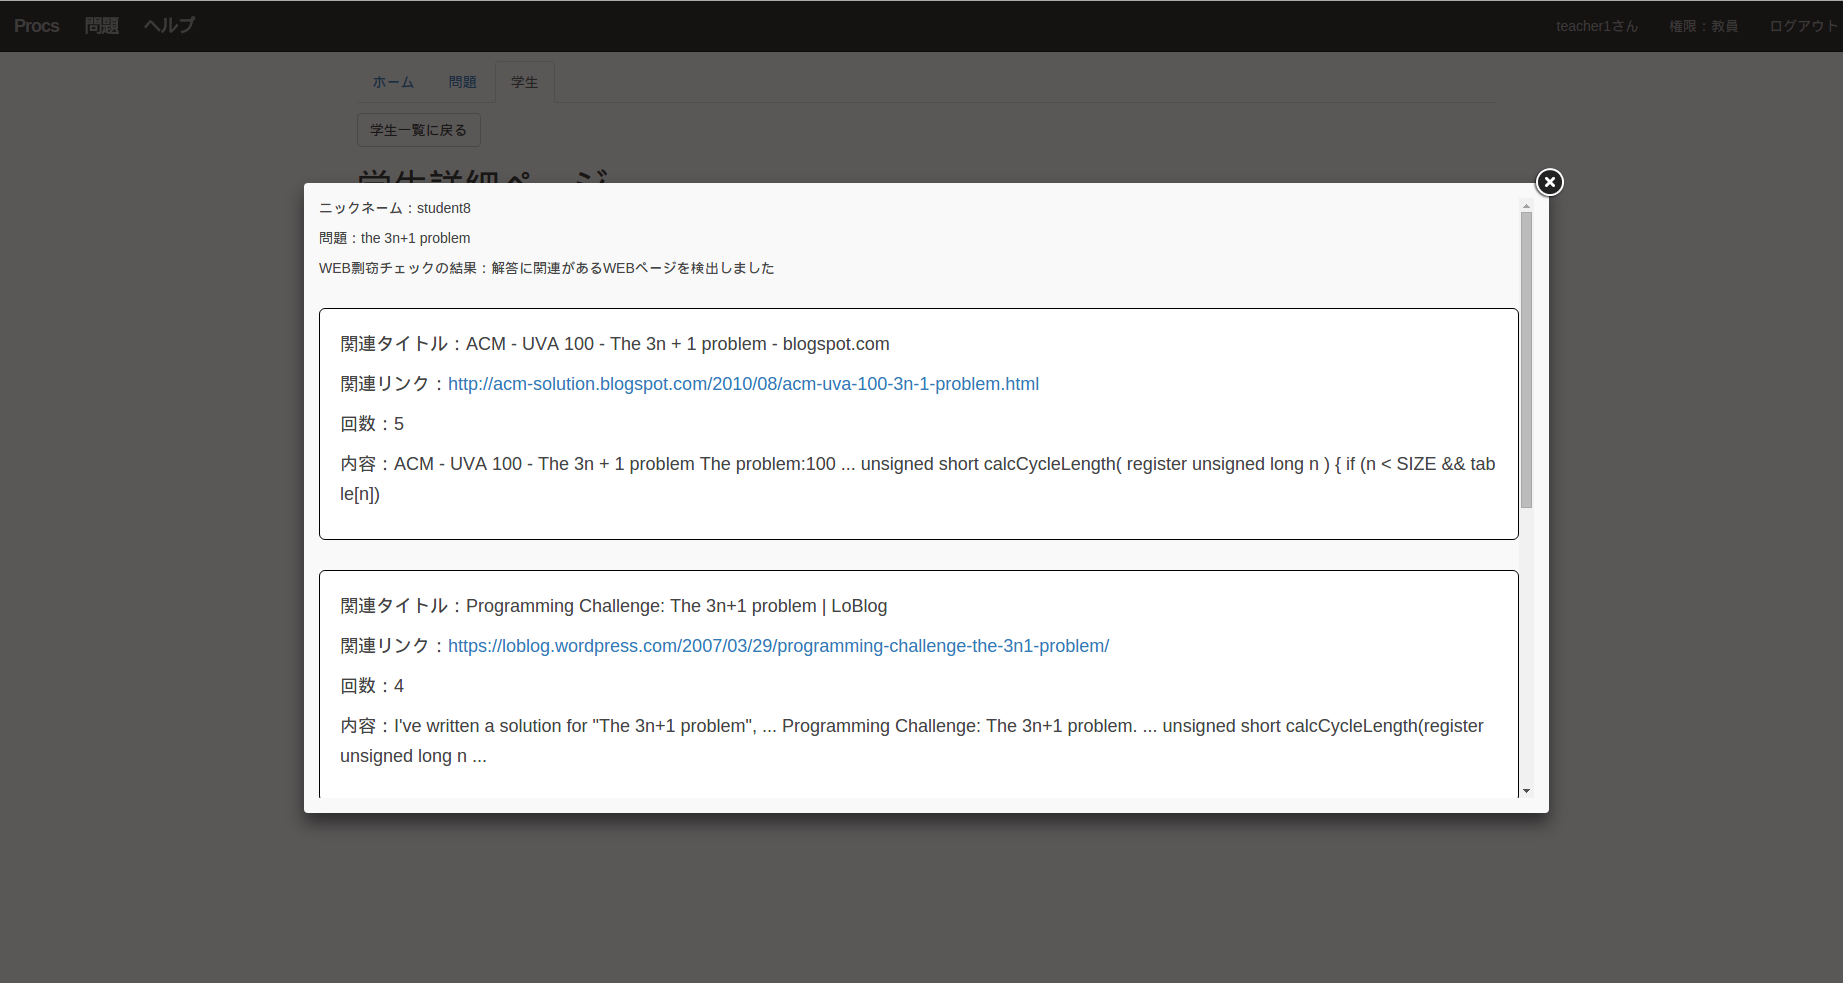 Procs 問題 ヘルプ teacher1さん 権限：教員 ログアウト
ホーム 問題 学生
学生一覧に戻る
学生詳細ページ
ニックネーム：student8
問題：the 3n+1 problem
WEB剽窃チェックの結果：解答に関連があるWEBページを検出しました
関連タイトル：ACM - UVA 100 - The 3n + 1 problem - blogspot.com
関連リンク：http://acm-solution.blogspot.com/2010/08/acm-uva-100-3n-1-problem.html
回数：5
内容：ACM - UVA 100 - The 3n + 1 problem The problem:100 ... unsigned short calcCycleLength( register unsigned long n ) { if (n < SIZE && tab
le[n])
関連タイトル：Programming Challenge: The 3n+1 problem | LoBlog
関連リンク：https://loblog.wordpress.com/2007/03/29/programming-challenge-the-3n1-problem/
回数：4
内容：I've written a solution for "The 3n+1 problem", ... Programming Challenge: The 3n+1 problem. ... unsigned short calcCycleLength(register
unsigned long n ...